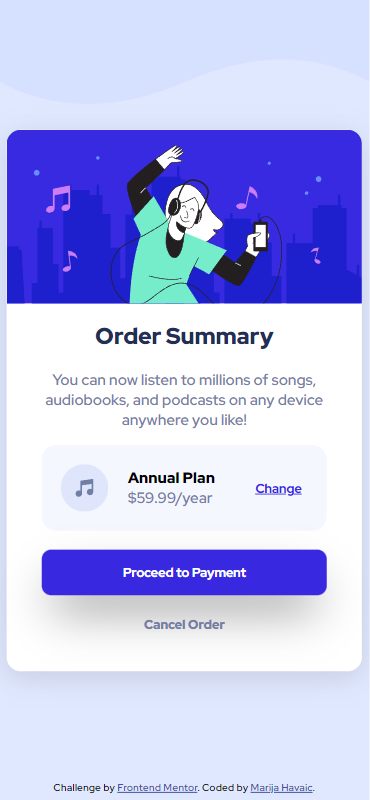 Order Summary
You can now listen to millions of songs,
audiobooks, and podcasts on any device
anywhere you like!
Annual Plan
$59.99/year
Change
Proceed to Payment
Cancel Order
Challenge by Frontend Mentor. Coded by Marija Havaic.